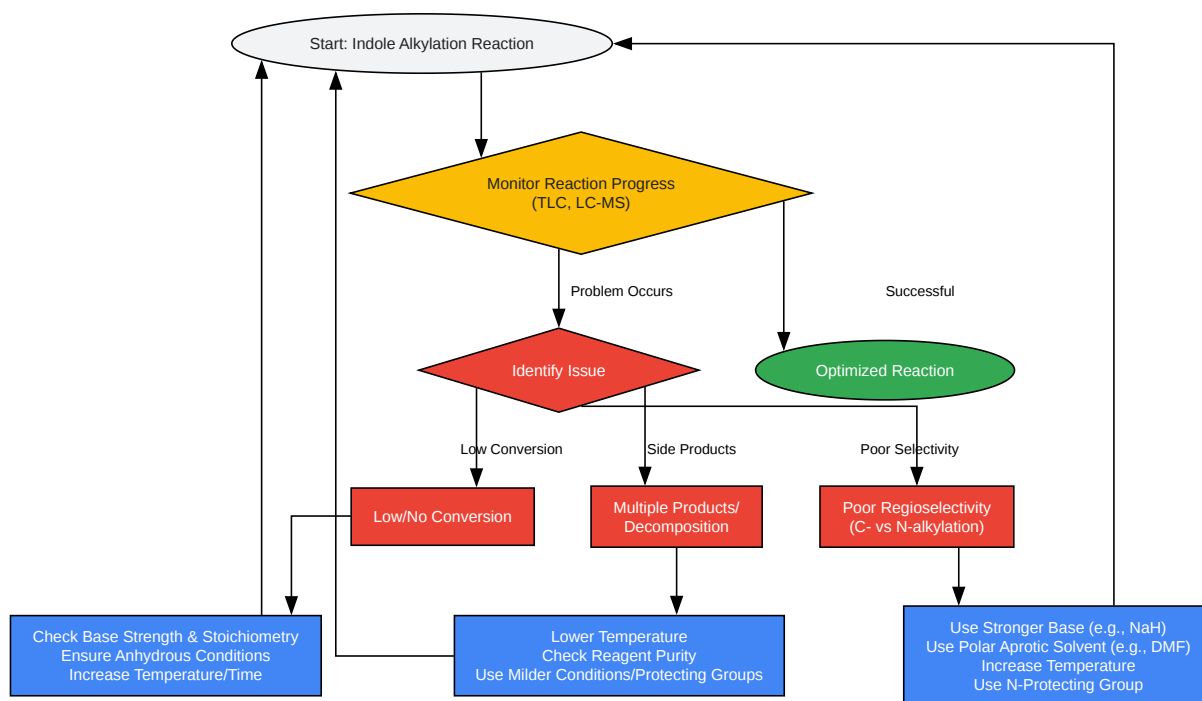 Start: Indole Alkylation Reaction
Monitor Reaction Progress
(TLC, LC-MS)
Problem Occurs
Successful
Identify Issue
Optimized Reaction
Low Conversion
Side Products
Poor Selectivity
Low/No Conversion
Multiple Products/
Decomposition
Poor Regioselectivity
(C- vs N-alkylation)
Check Base Strength & Stoichiometry
Ensure Anhydrous Conditions
Increase Temperature/Time
Lower Temperature
Check Reagent Purity
Use Milder Conditions/Protecting Groups
Use Stronger Base (e.g., NaH)
Use Polar Aprotic Solvent (e.g., DMF)
Increase Temperature
Use N-Protecting Group